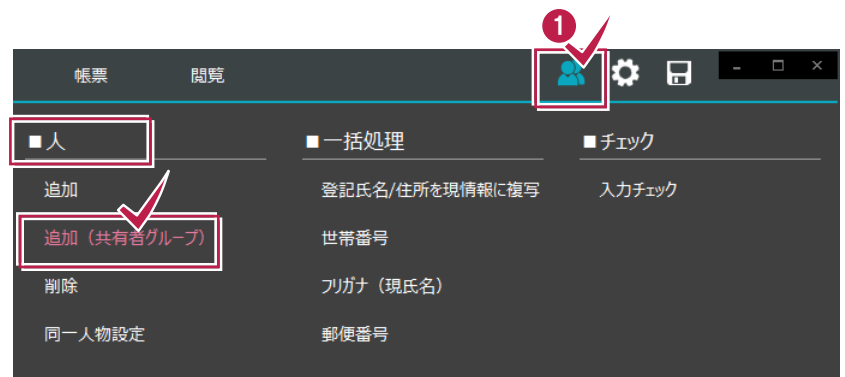 1
帳票 閲覧
■人 ■一括処理 ■チェック
追加 登記氏名/住所を現情報に複写 入力チェック
追加（共有者グループ） 世帯番号
削除 フリガナ（現氏名）
同一人物設定 郵便番号